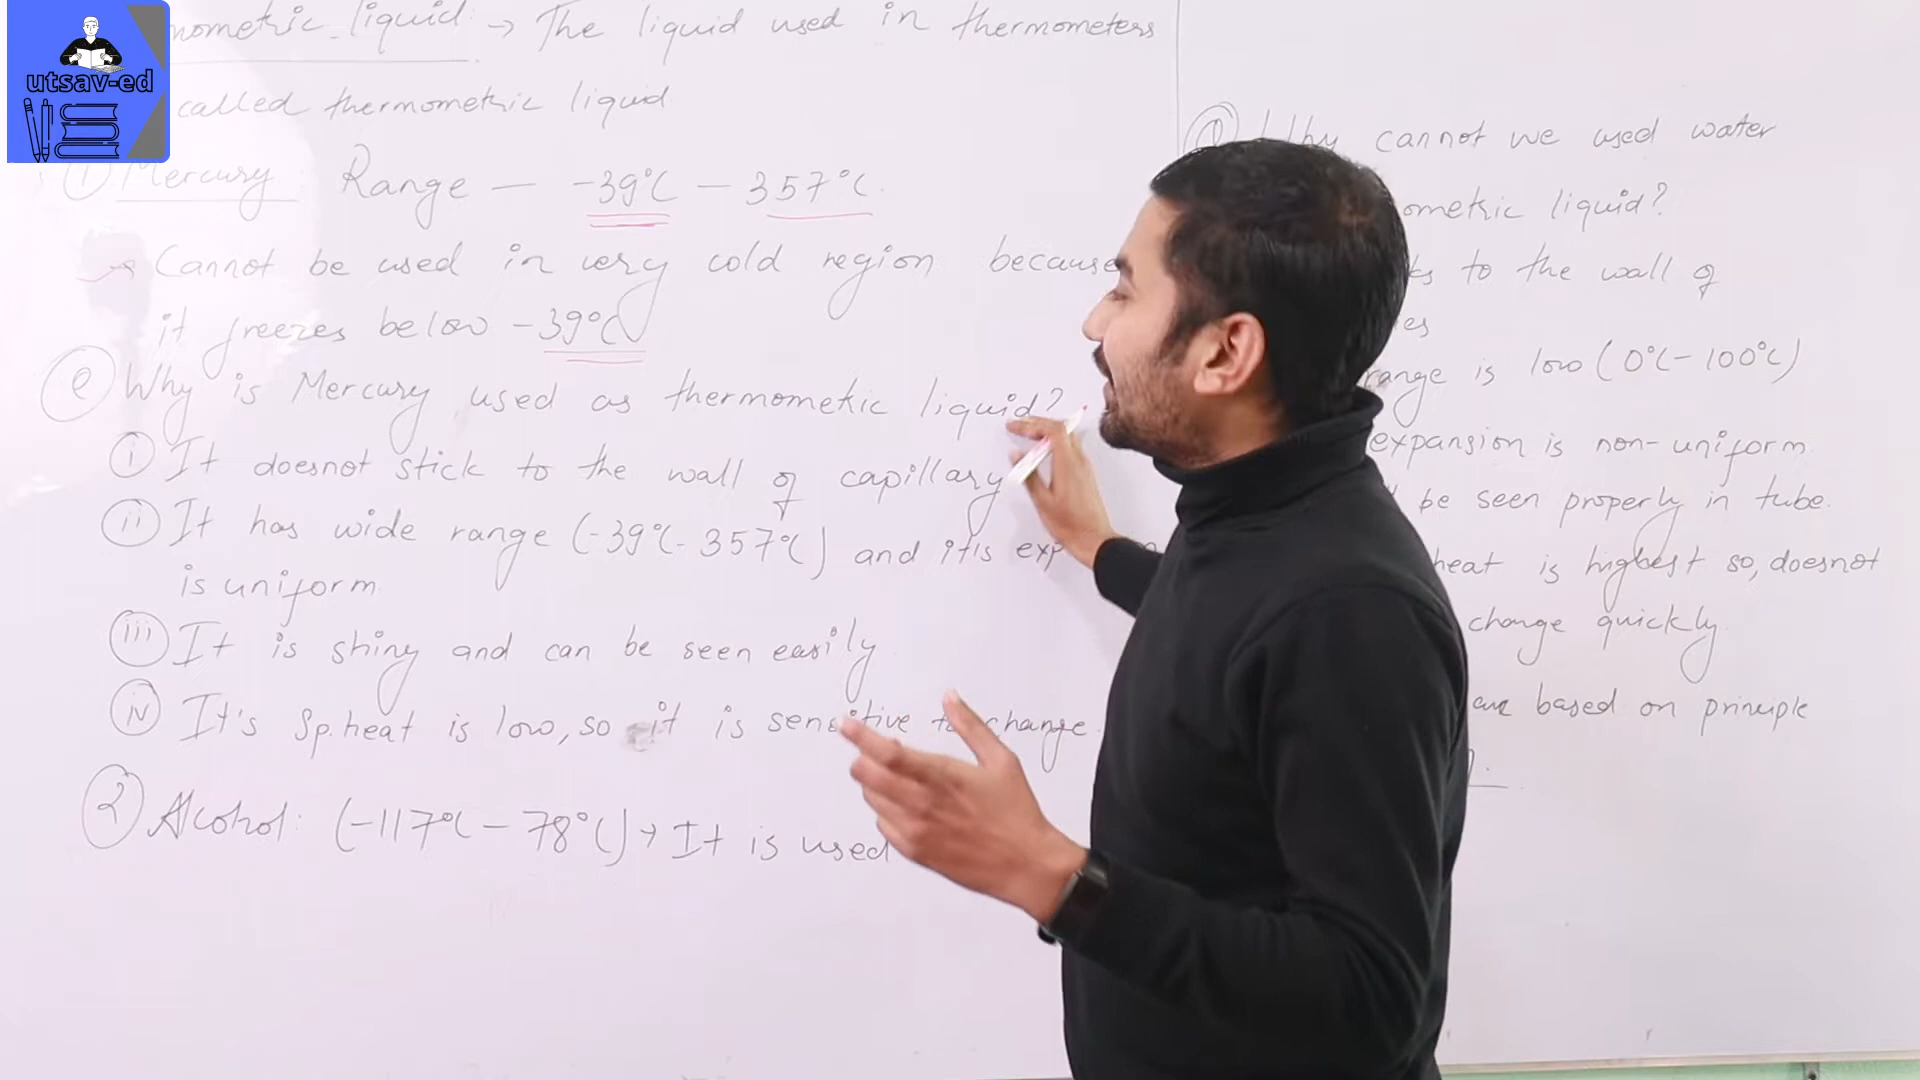 utsav-ed
mometric liquid → The liquid used in thermometers
called thermometric liquid
① Mercury: Range — -39°C — 357°C.
→ Cannot be used in very cold region because
it freezes below -39°C
Q Why is Mercury used as thermometric liquid?
i It doesnot stick to the wall of capillary
ii It has wide range (-39°C - 357°C) and it is exp
is uniform.
iii It is shiny and can be seen easily
iv It's Sp. heat is low, so it is sensitive to change.
② Alcohol: (-117°C - 78°C) → It is used
Q Why cannot we used water
ometric liquid?
ks to the wall of
es
range is low (0°C - 100°C)
expansion is non-uniform.
be seen properly in tube.
heat is highest so, doesnot
change quickly.
are based on principle